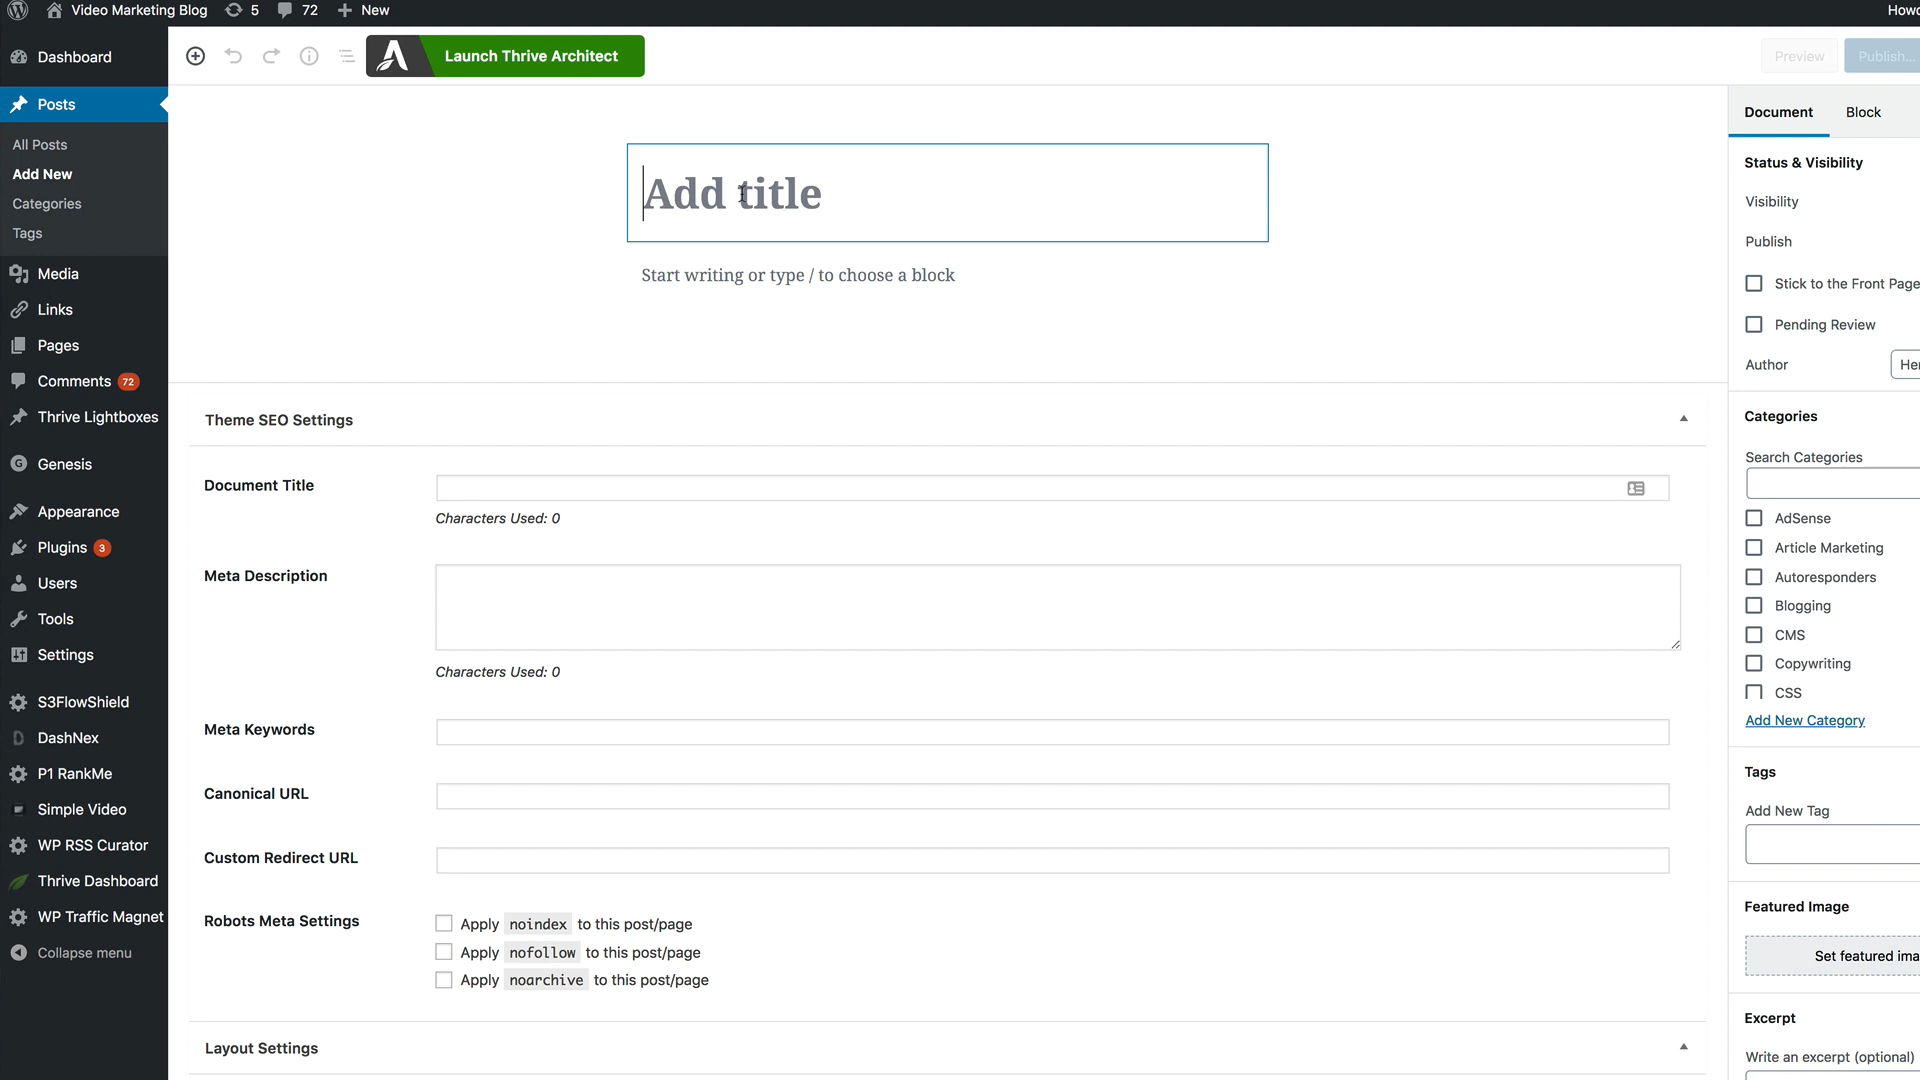 Video Marketing Blog 5 72 New Howd
Launch Thrive Architect
Preview
Publish...
Dashboard
Posts
All Posts
Add New
Categories
Tags
Media
Links
Pages
Comments 72
Thrive Lightboxes
Genesis
Appearance
Plugins 3
Users
Tools
Settings
S3FlowShield
DashNex
P1 RankMe
Simple Video
WP RSS Curator
Thrive Dashboard
WP Traffic Magnet
Collapse menu
Add title
Start writing or type / to choose a block
Theme SEO Settings
Document Title
Characters Used: 0
Meta Description
Characters Used: 0
Meta Keywords
Canonical URL
Custom Redirect URL
Robots Meta Settings
Apply noindex to this post/page
Apply nofollow to this post/page
Apply noarchive to this post/page
Layout Settings
Document Block
Status & Visibility
Visibility
Publish
Stick to the Front Page
Pending Review
Author Her
Categories
Search Categories
AdSense
Article Marketing
Autoresponders
Blogging
CMS
Copywriting
CSS
Add New Category
Tags
Add New Tag
Featured Image
Set featured ima
Excerpt
Write an excerpt (optional)